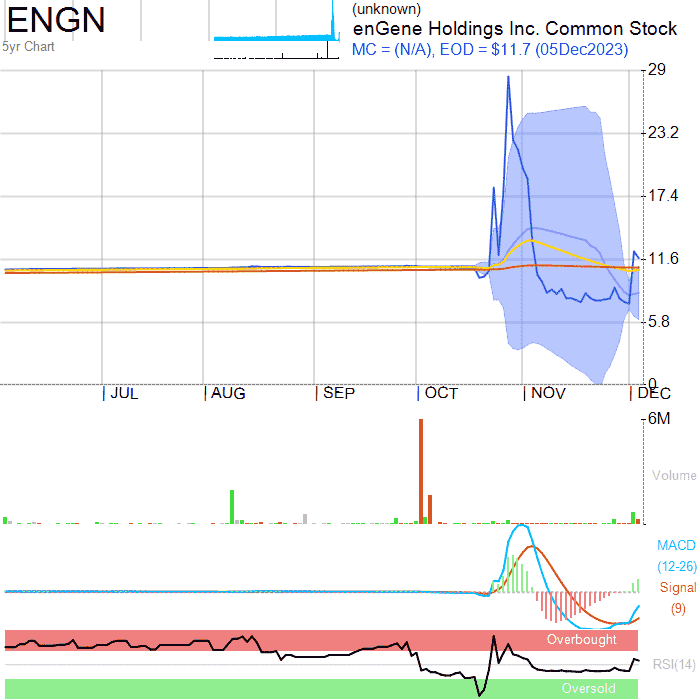 ENGN
5yr Chart
(unknown)
enGene Holdings Inc. Common Stock
MC = (N/A), EOD = $11.7 (05Dec2023)
29
23.2
17.4
11.6
5.8
0
JUL AUG SEP OCT NOV DEC
6M
Volume
MACD
(12-26)
Signal
(9)
Overbought
RSI(14)
Oversold